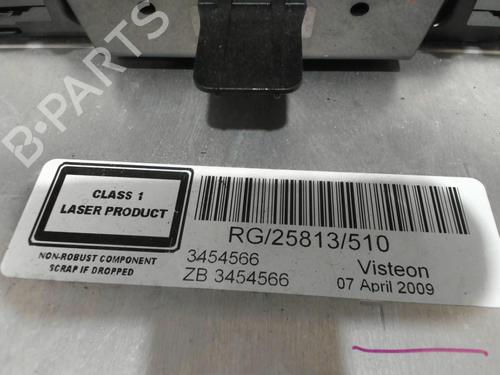 B-PARTS
CLASS 1
LASER PRODUCT
NON-ROBUST COMPONENT
SCRAP IF DROPPED
RG/25813/510
3454566
ZB 3454566
Visteon
07 April 2009